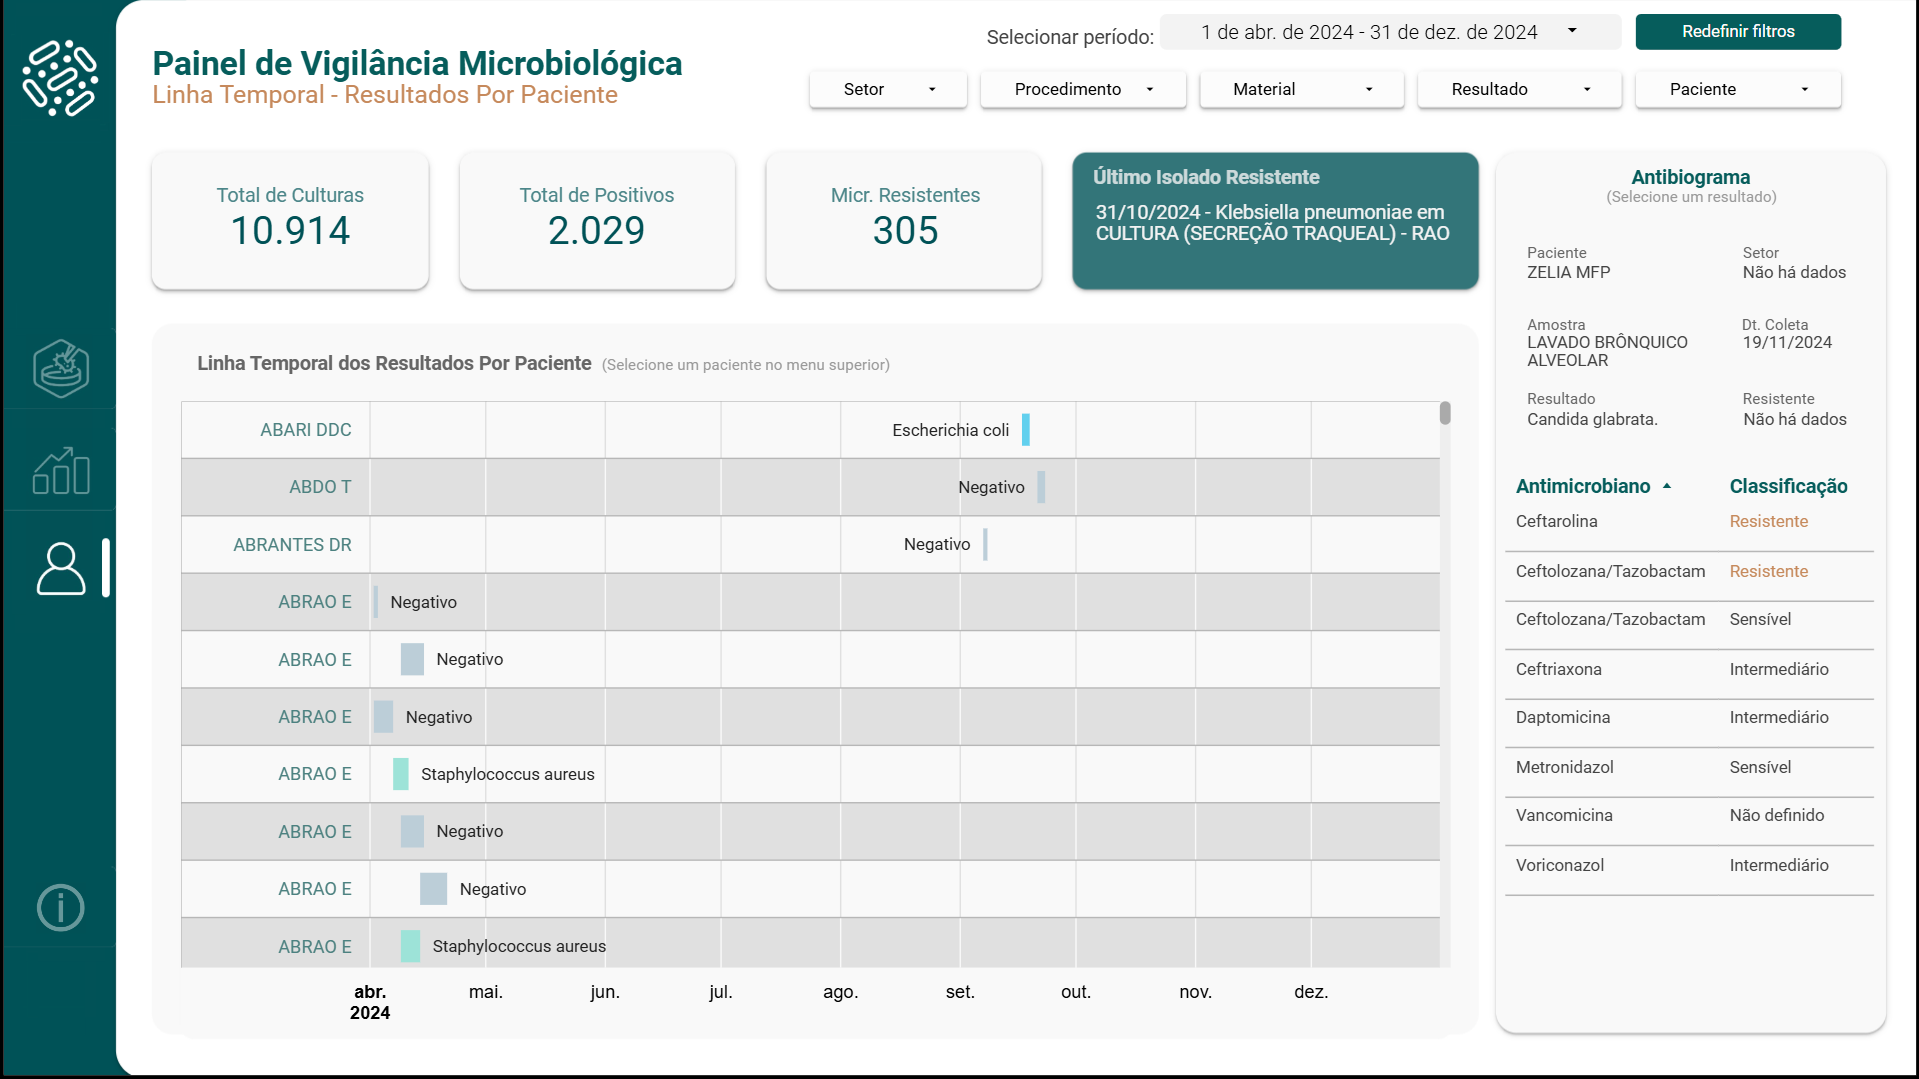 Painel de Vigilância Microbiológica
Linha Temporal - Resultados Por Paciente
Selecionar período:
1 de abr. de 2024 - 31 de dez. de 2024
Redefinir filtros
Setor
Procedimento
Material
Resultado
Paciente
Total de Culturas
10.914
Total de Positivos
2.029
Micr. Resistentes
305
Último Isolado Resistente
31/10/2024 - Klebsiella pneumoniae em
CULTURA (SECREÇÃO TRAQUEAL) - RAO
Linha Temporal dos Resultados Por Paciente (Selecione um paciente no menu superior)
ABARI DDC Escherichia coli
ABDO T Negativo
ABRANTES DR Negativo
ABRAO E Negativo
ABRAO E Negativo
ABRAO E Negativo
ABRAO E Staphylococcus aureus
ABRAO E Negativo
ABRAO E Negativo
ABRAO E Staphylococcus aureus
abr. mai. jun. jul. ago. set. out. nov. dez.
2024
Antibiograma
(Selecione um resultado)
Paciente Setor
ZELIA MFP Não há dados
Amostra Dt. Coleta
LAVADO BRÔNQUICO 19/11/2024
ALVEOLAR
Resultado Resistente
Candida glabrata. Não há dados
Antimicrobiano Classificação
Ceftarolina Resistente
Ceftolozana/Tazobactam Resistente
Ceftolozana/Tazobactam Sensível
Ceftriaxona Intermediário
Daptomicina Intermediário
Metronidazol Sensível
Vancomicina Não definido
Voriconazol Intermediário